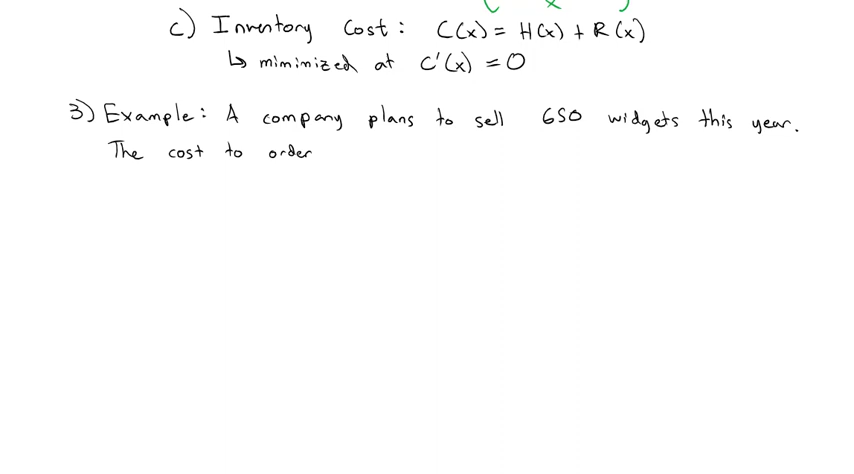 ( x )
c) Inventory Cost: C(x) = H(x) + R(x)
↳ minimized at C'(x) = 0
3) Example: A company plans to sell 650 widgets this year.
The cost to order